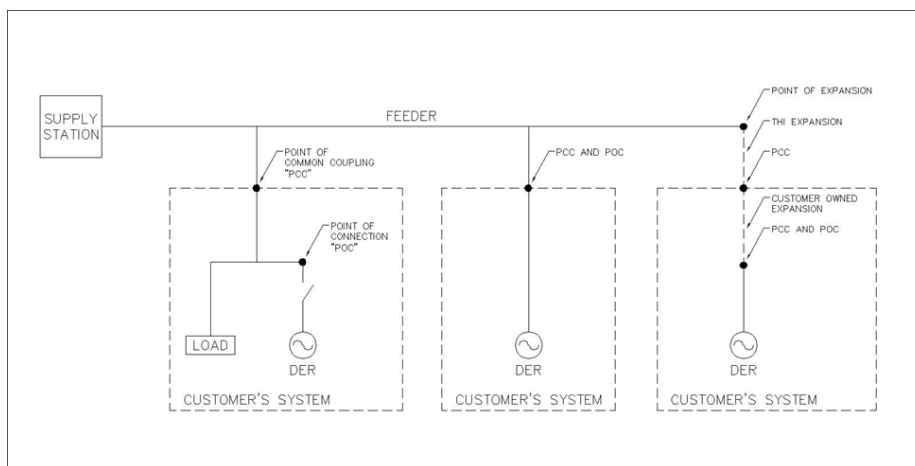 SUPPLY
STATION
FEEDER
POINT OF EXPANSION
THI EXPANSION
PCC
POINT OF
COMMON COUPLING
"PCC"
PCC AND POC
POINT OF
CONNECTION
"POC"
CUSTOMER OWNED
EXPANSION
PCC AND POC
LOAD
DER
DER
DER
CUSTOMER'S SYSTEM
CUSTOMER'S SYSTEM
CUSTOMER'S SYSTEM